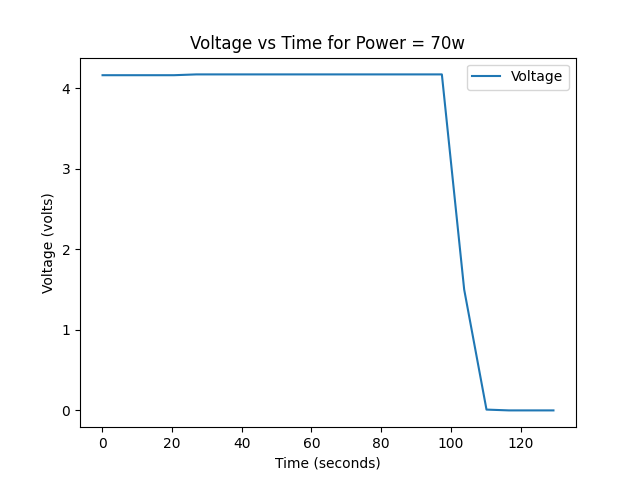 Voltage vs Time for Power = 70w
Voltage
4
3
2
1
0
Voltage (volts)
0 20 40 60 80 100 120
Time (seconds)